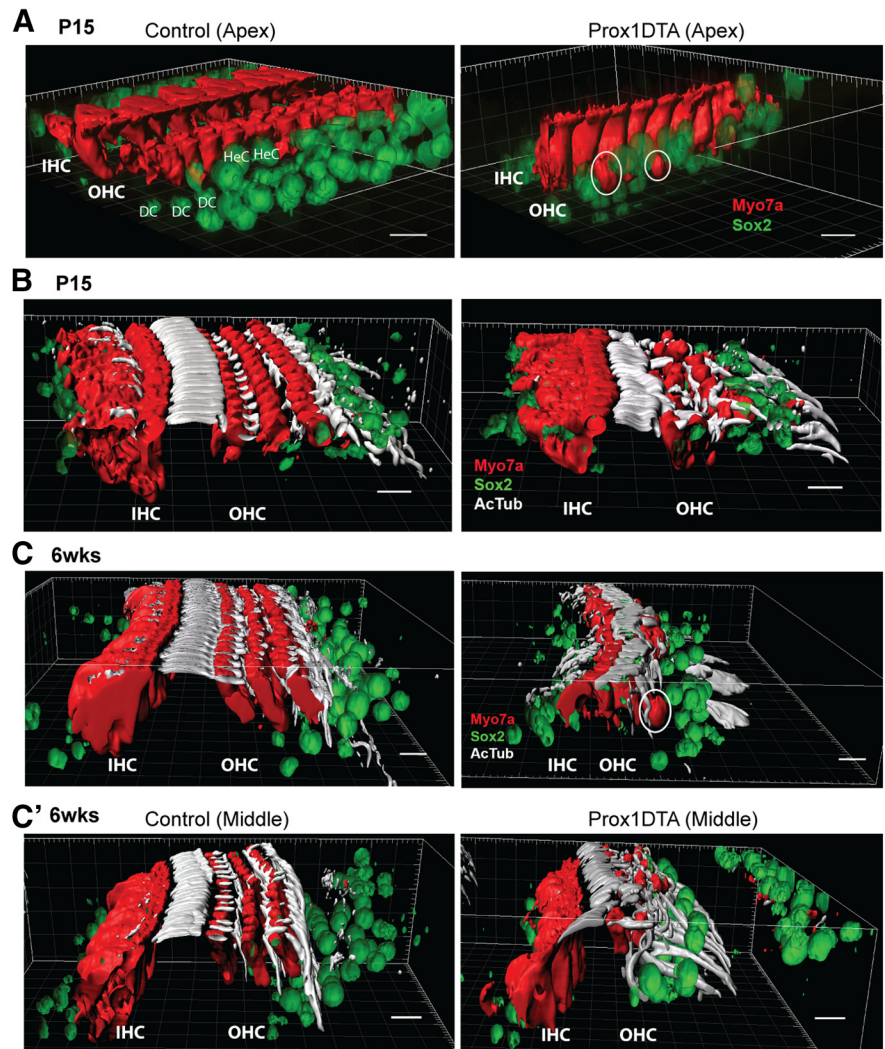 A P15 Control (Apex) Prox1DTA (Apex)
HeC HeC
IHC
OHC
DC DC DC
IHC
OHC
Myo7a
Sox2
B P15
IHC OHC
Myo7a
Sox2
AcTub
IHC OHC
C 6wks
IHC OHC
Myo7a
Sox2
AcTub
IHC OHC
C' 6wks Control (Middle) Prox1DTA (Middle)
IHC OHC
IHC OHC